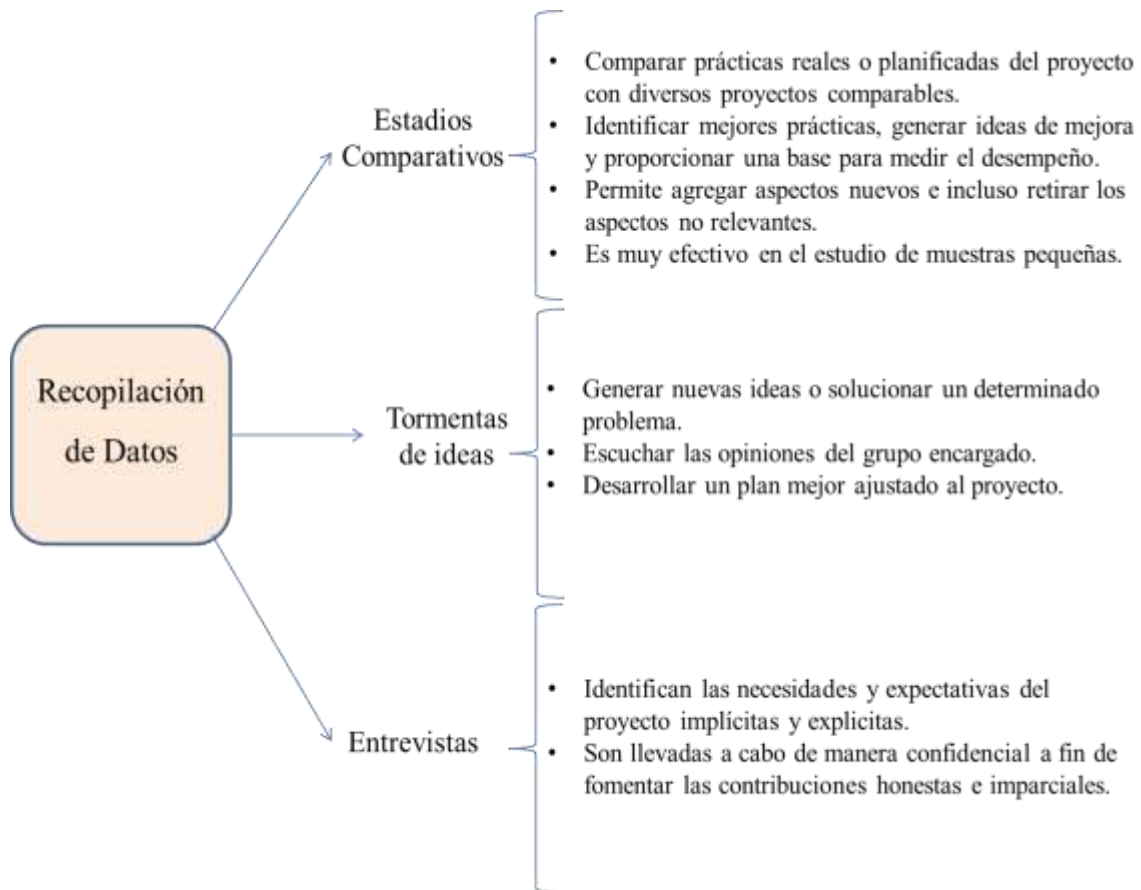 Recopilación
de Datos
Estadios
Comparativos
• Comparar prácticas reales o planificadas del proyecto
con diversos proyectos comparables.
• Identificar mejores prácticas, generar ideas de mejora
y proporcionar una base para medir el desempeño.
• Permite agregar aspectos nuevos e incluso retirar los
aspectos no relevantes.
• Es muy efectivo en el estudio de muestras pequeñas.
Tormentas
de ideas
• Generar nuevas ideas o solucionar un determinado
problema.
• Escuchar las opiniones del grupo encargado.
• Desarrollar un plan mejor ajustado al proyecto.
Entrevistas
• Identifican las necesidades y expectativas del
proyecto implícitas y explicitas.
• Son llevadas a cabo de manera confidencial a fin de
fomentar las contribuciones honestas e imparciales.